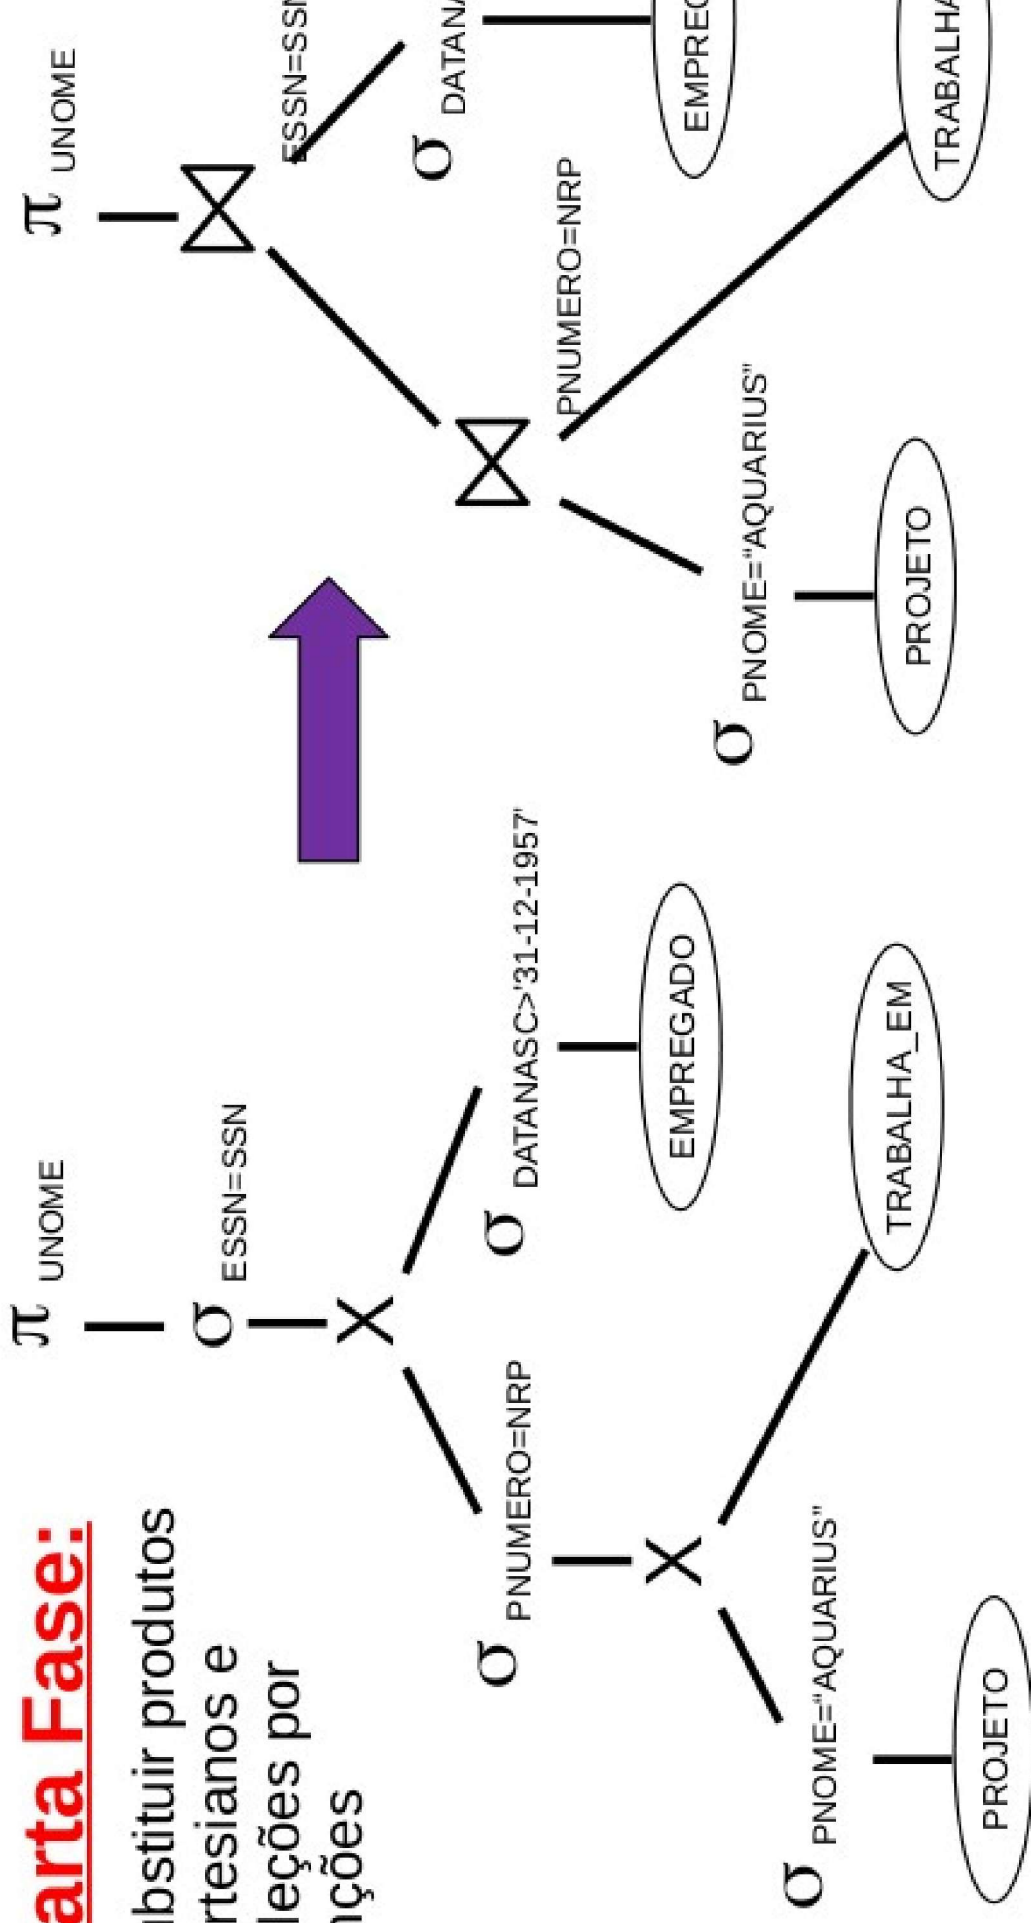 arta Fase:
ubstituir produtos
rtesianos e
leções por
nções
π UNOME
σ ESSN=SSN
X
σ PNUMERO=NRP
σ DATANASC>'31-12-1957'
EMPREGADO
X
TRABALHA_EM
σ PNOME="AQUARIUS"
PROJETO
π UNOME
ESSN=SSN
σ DATANA
EMPREG
PNUMERO=NRP
TRABALHA
σ PNOME="AQUARIUS"
PROJETO